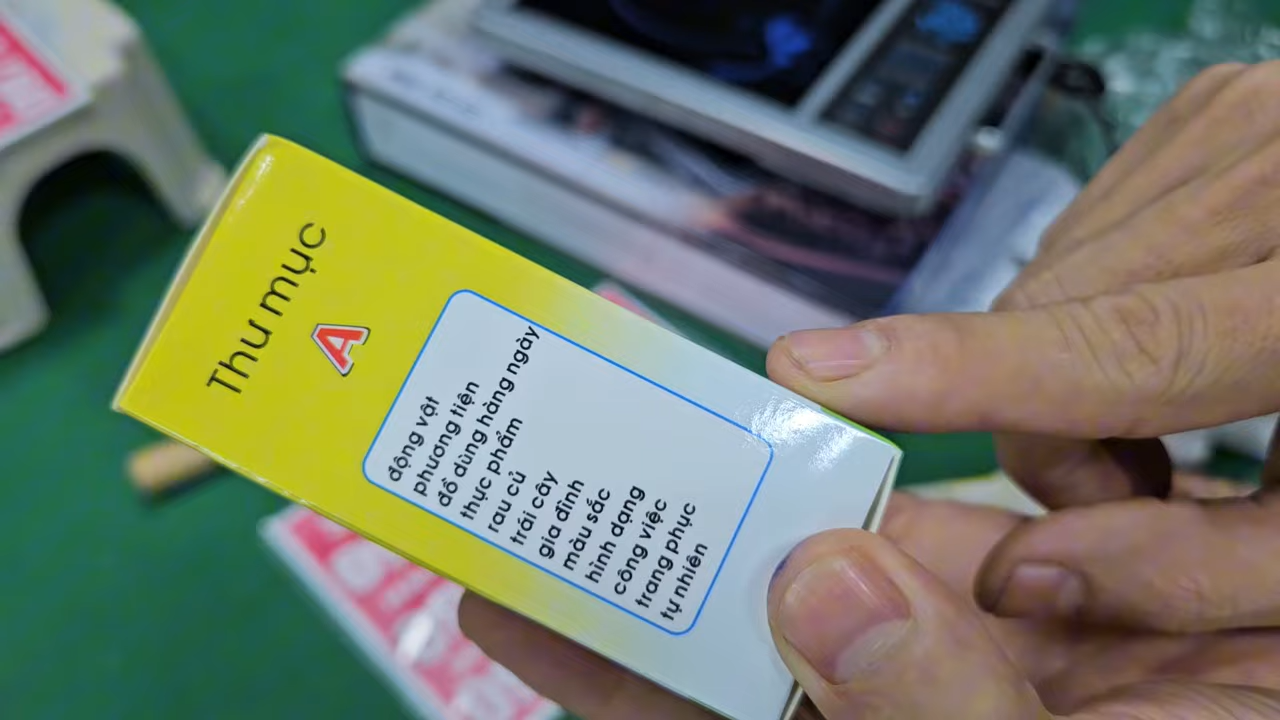 Thư mục
A
động vật
phương tiện
đồ dùng hàng ngày
thực phẩm
rau củ
trái cây
gia đình
màu sắc
hình dạng
công việc
trang phục
tự nhiên